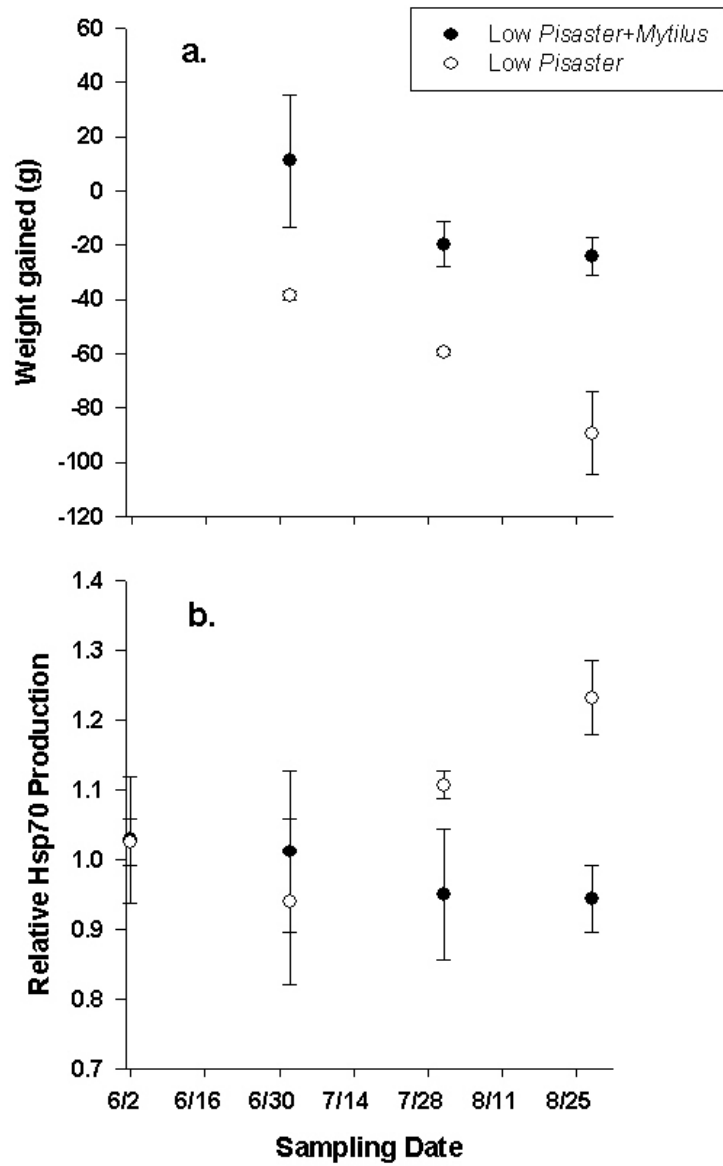 a.
Low Pisaster+Mytilus
Low Pisaster
60
40
20
0
-20
-40
-60
-80
-100
-120
Weight gained (g)
b.
1.4
1.3
1.2
1.1
1.0
0.9
0.8
0.7
Relative Hsp70 Production
6/2 6/16 6/30 7/14 7/28 8/11 8/25
Sampling Date